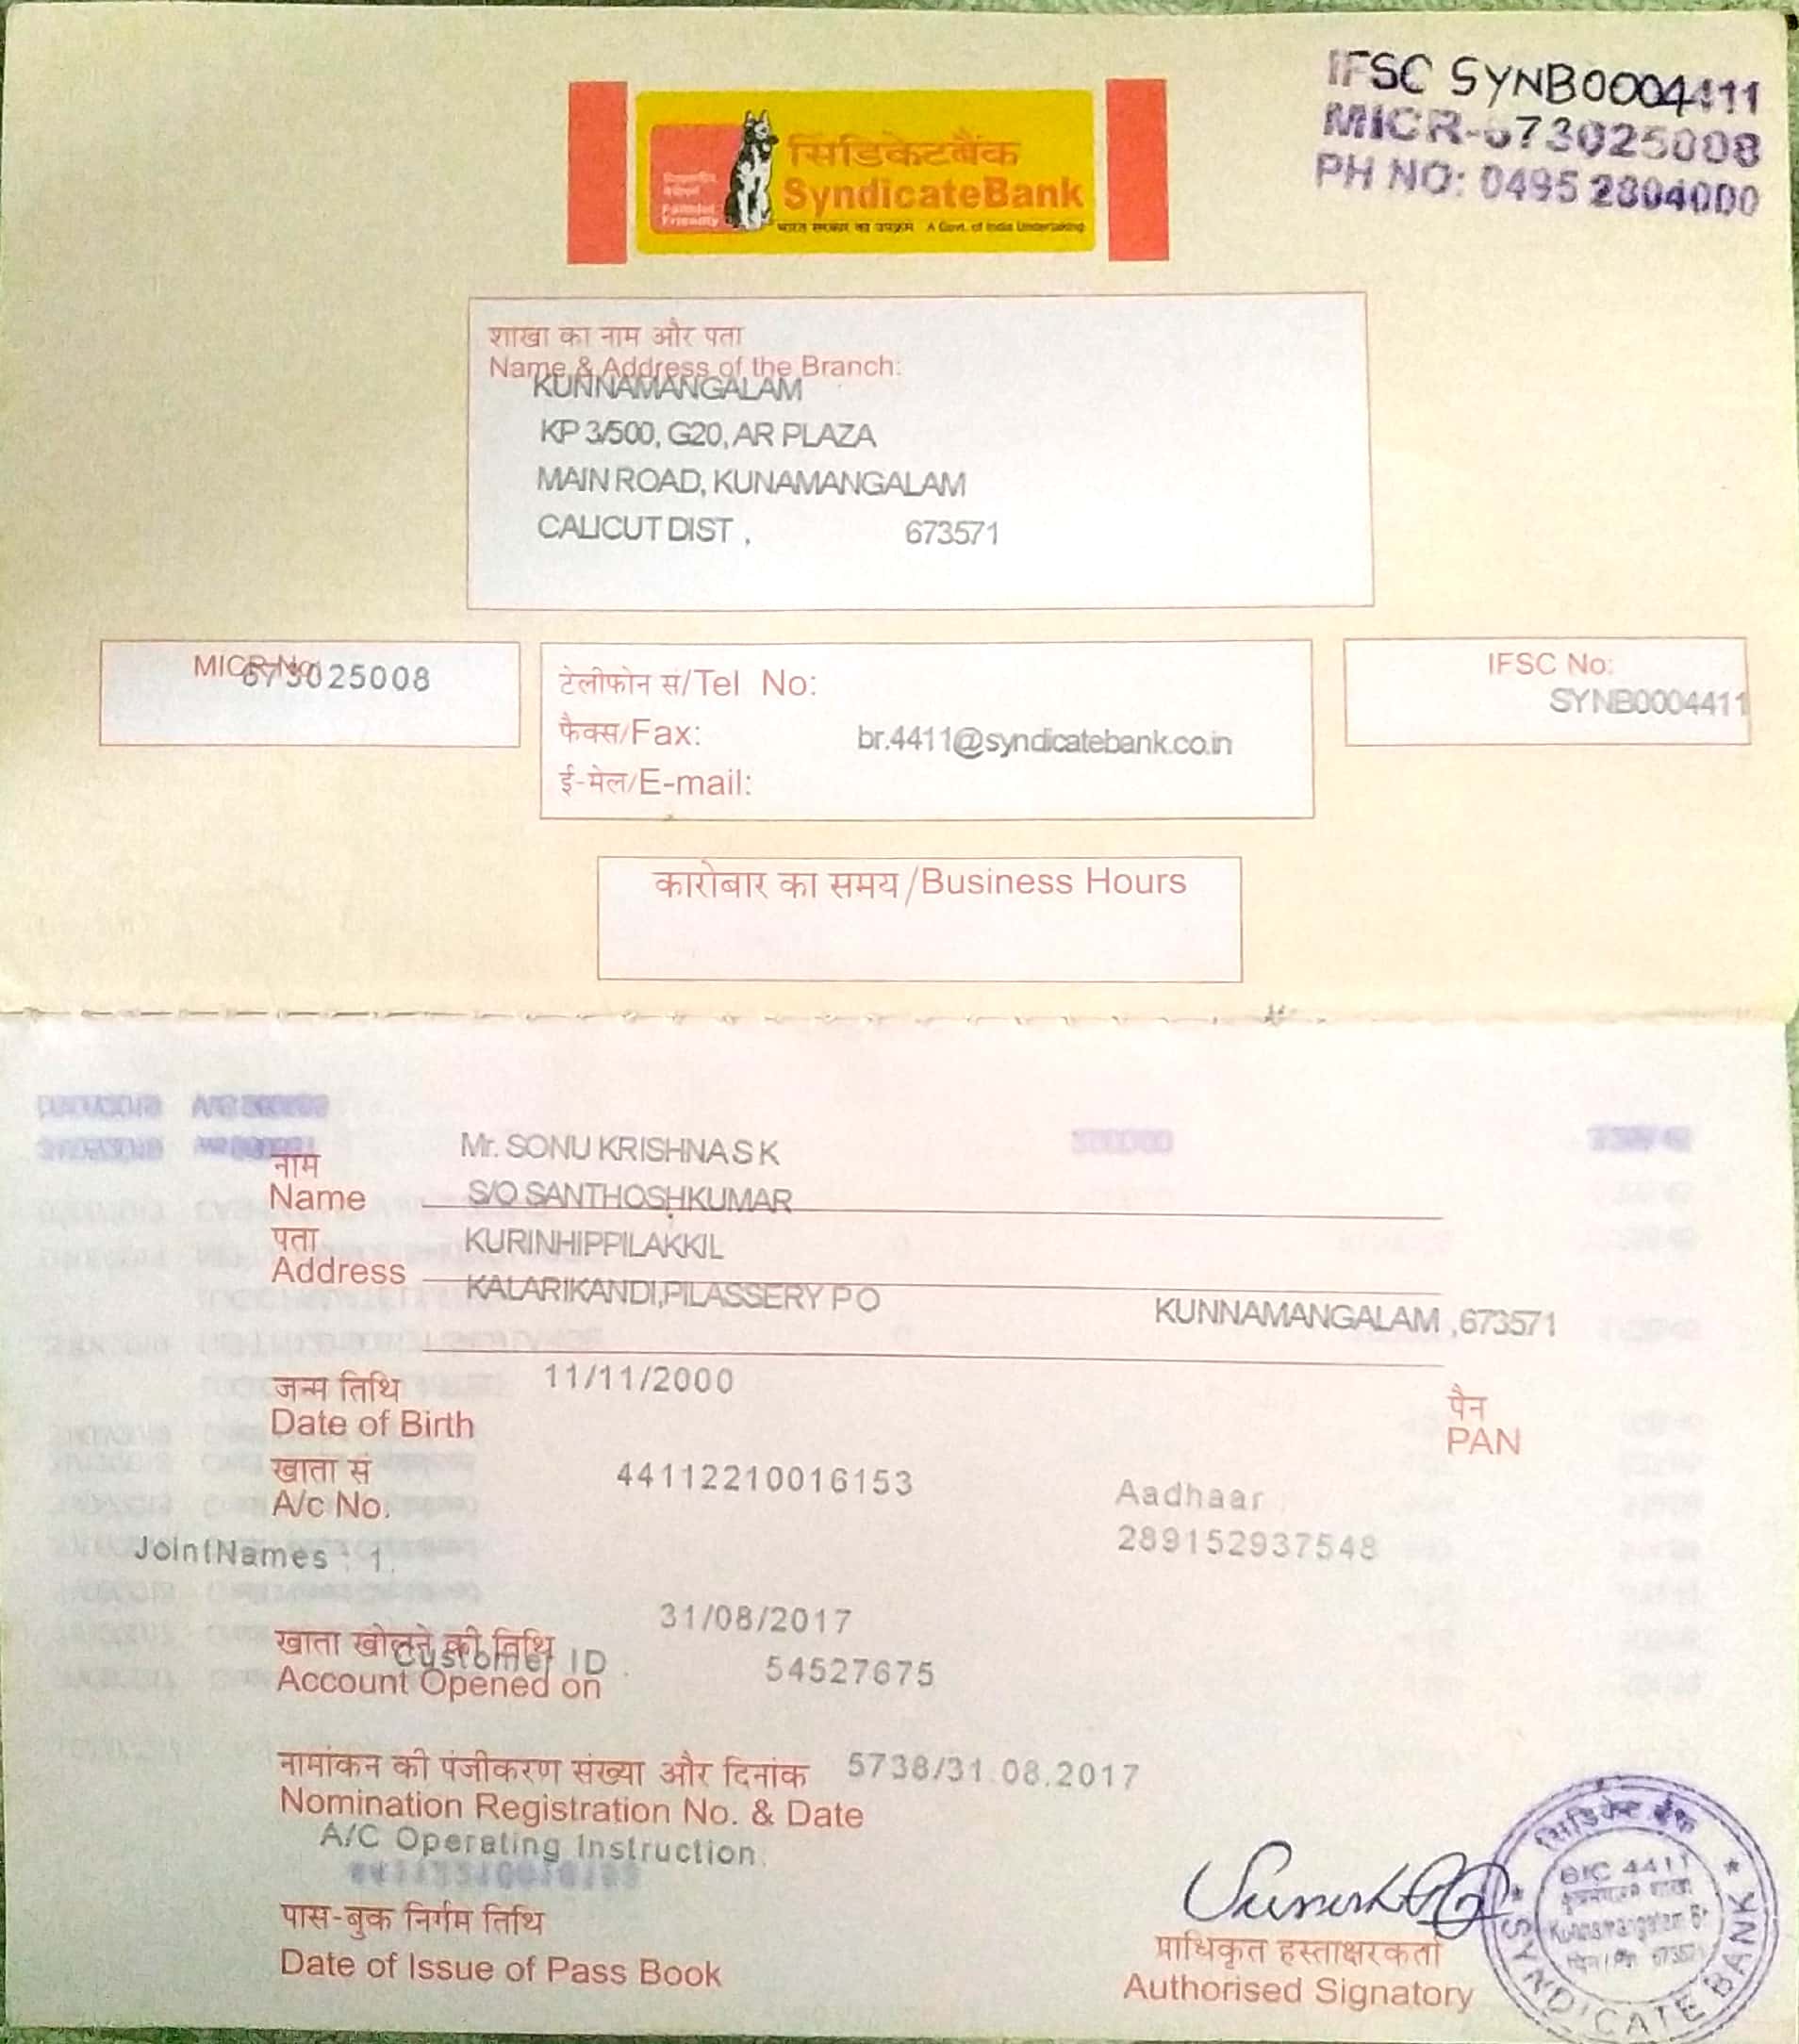 IFSC SYNB0004411
MICR-673025008
PH NO: 0495 2804000
सिंडिकेटबैंक
SyndicateBank
Faithful
Friendly
भारत सरकार का उपक्रम A Govt. of India Undertaking
शाखा का नाम और पता
Name & Address of the Branch:
KUNNAMANGALAM
KP 3/500, G20, AR PLAZA
MAIN ROAD, KUNAMANGALAM
CALICUT DIST , 673571
MICR No: 673025008
टेलीफोन सं/Tel No:
फैक्स/Fax:
br.4411@syndicatebank.co.in
ई-मेल/E-mail:
IFSC No:
SYNB0004411
कारोबार का समय/Business Hours
नाम
Name
Mr. SONU KRISHNA S K
S/O SANTHOSHKUMAR
पता
Address
KURINHIPPILAKKIL
KALARIKANDI,PILASSERY P O
KUNNAMANGALAM ,673571
जन्म तिथि
Date of Birth
11/11/2000
पैन
PAN
खाता सं
A/c No.
44112210016153
Aadhaar
289152937548
JointNames : 1.
31/08/2017
खाता खोलने की तिथि
Account Opened on
Customer ID 54527675
नामांकन की पंजीकरण संख्या और दिनांक 5738/31.08.2017
Nomination Registration No. & Date
A/C Operating Instruction
44112210016153
पास-बुक निर्गम तिथि
Date of Issue of Pass Book
प्राधिकृत हस्ताक्षरकर्ता
Authorised Signatory
सिंडिकेट बैंक
BIC 4411
Kunnamangalam Br
SYNDICATE BANK